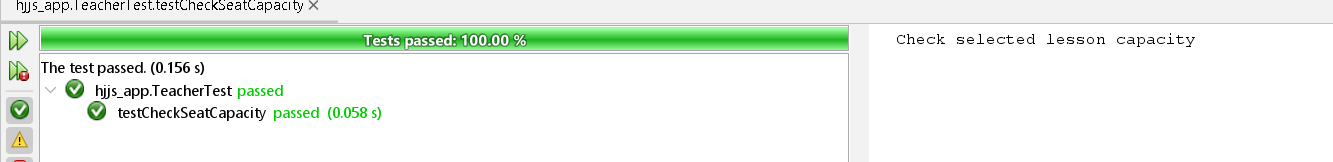 hjjs_app.TeacherTest.testCheckSeatCapacity
Tests passed: 100.00 %
The test passed. (0.156 s)
hjjs_app.TeacherTest passed
testCheckSeatCapacity passed (0.058 s)
Check selected lesson capacity